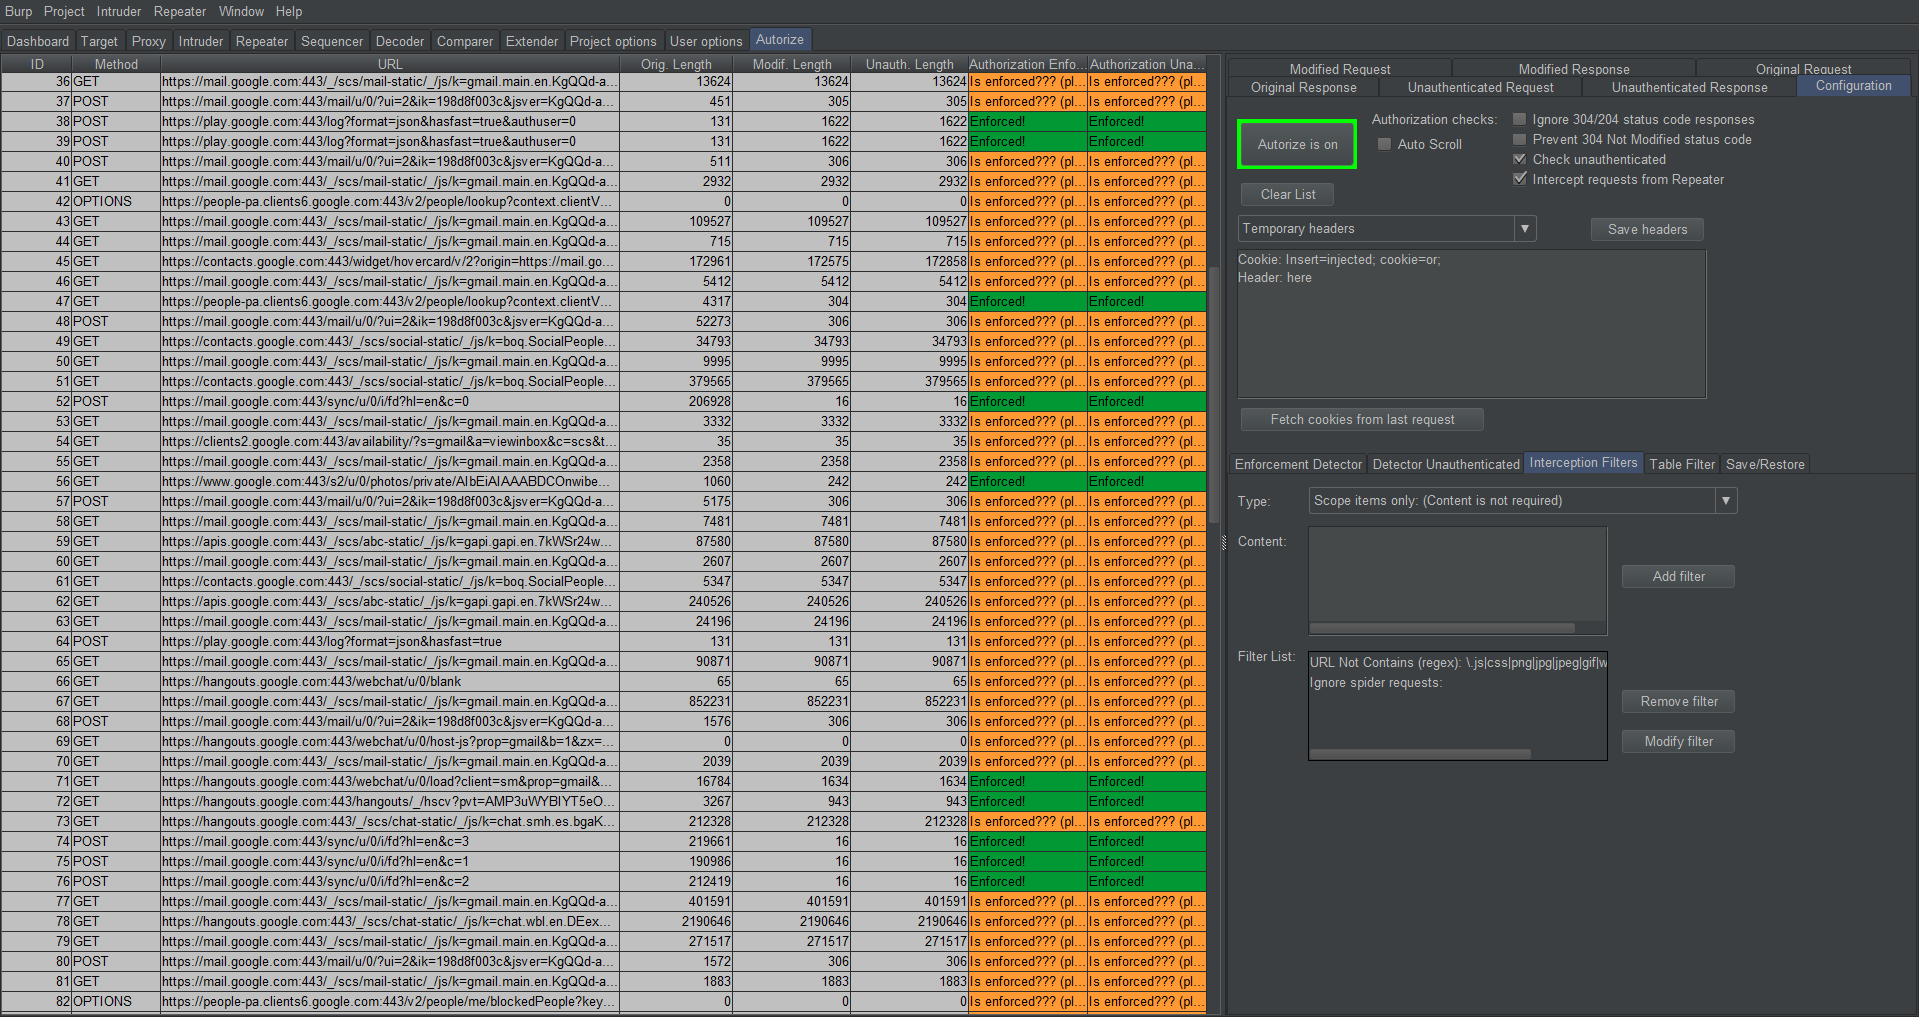 Burp Project Intruder Repeater Window Help
Dashboard Target Proxy Intruder Repeater Sequencer Decoder Comparer Extender Project options User options Autorize
ID Method URL Orig. Length Modif. Length Unauth. Length Authorization Enfo... Authorization Una...
36 GET https://mail.google.com:443/_/scs/mail-static/_/js/k=gmail.main.en.KgQQd-a... 13624 13624 13624 Is enforced??? (pl... Is enforced??? (pl...
37 POST https://mail.google.com:443/mail/u/0/?ui=2&ik=198d8f003c&jsver=KgQQd-a... 451 305 305 Is enforced??? (pl... Is enforced??? (pl...
38 POST https://play.google.com:443/log?format=json&hasfast=true&authuser=0 131 1622 1622 Enforced! Enforced!
39 POST https://play.google.com:443/log?format=json&hasfast=true&authuser=0 131 1622 1622 Enforced! Enforced!
40 POST https://mail.google.com:443/mail/u/0/?ui=2&ik=198d8f003c&jsver=KgQQd-a... 511 306 306 Is enforced??? (pl... Is enforced??? (pl...
41 GET https://mail.google.com:443/_/scs/mail-static/_/js/k=gmail.main.en.KgQQd-a... 2932 2932 2932 Is enforced??? (pl... Is enforced??? (pl...
42 OPTIONS https://people-pa.clients6.google.com:443/v2/people/lookup?context.clientV... 0 0 0 Is enforced??? (pl... Is enforced??? (pl...
43 GET https://mail.google.com:443/_/scs/mail-static/_/js/k=gmail.main.en.KgQQd-a... 109527 109527 109527 Is enforced??? (pl... Is enforced??? (pl...
44 GET https://mail.google.com:443/_/scs/mail-static/_/js/k=gmail.main.en.KgQQd-a... 715 715 715 Is enforced??? (pl... Is enforced??? (pl...
45 GET https://contacts.google.com:443/widget/hovercard/v/2?origin=https://mail.go... 172961 172575 172858 Is enforced??? (pl... Is enforced??? (pl...
46 GET https://mail.google.com:443/_/scs/mail-static/_/js/k=gmail.main.en.KgQQd-a... 5412 5412 5412 Is enforced??? (pl... Is enforced??? (pl...
47 GET https://people-pa.clients6.google.com:443/v2/people/lookup?context.clientV... 4317 304 304 Enforced! Enforced!
48 POST https://mail.google.com:443/mail/u/0/?ui=2&ik=198d8f003c&jsver=KgQQd-a... 52273 306 306 Is enforced??? (pl... Is enforced??? (pl...
49 GET https://contacts.google.com:443/_/scs/social-static/_/js/k=boq.SocialPeople... 34793 34793 34793 Is enforced??? (pl... Is enforced??? (pl...
50 GET https://mail.google.com:443/_/scs/mail-static/_/js/k=gmail.main.en.KgQQd-a... 9995 9995 9995 Is enforced??? (pl... Is enforced??? (pl...
51 GET https://contacts.google.com:443/_/scs/social-static/_/js/k=boq.SocialPeople... 379565 379565 379565 Is enforced??? (pl... Is enforced??? (pl...
52 POST https://mail.google.com:443/sync/u/0/i/fd?hl=en&c=0 206928 16 16 Enforced! Enforced!
53 GET https://mail.google.com:443/_/scs/mail-static/_/js/k=gmail.main.en.KgQQd-a... 3332 3332 3332 Is enforced??? (pl... Is enforced??? (pl...
54 GET https://clients2.google.com:443/availability/?s=gmail&a=viewinbox&c=scs&t... 35 35 35 Is enforced??? (pl... Is enforced??? (pl...
55 GET https://mail.google.com:443/_/scs/mail-static/_/js/k=gmail.main.en.KgQQd-a... 2358 2358 2358 Is enforced??? (pl... Is enforced??? (pl...
56 GET https://www.google.com:443/s2/u/0/photos/private/AIbEiAIAAABDCOnwibe... 1060 242 242 Enforced! Enforced!
57 POST https://mail.google.com:443/mail/u/0/?ui=2&ik=198d8f003c&jsver=KgQQd-a... 5175 306 306 Is enforced??? (pl... Is enforced??? (pl...
58 GET https://mail.google.com:443/_/scs/mail-static/_/js/k=gmail.main.en.KgQQd-a... 7481 7481 7481 Is enforced??? (pl... Is enforced??? (pl...
59 GET https://apis.google.com:443/_/scs/abc-static/_/js/k=gapi.gapi.en.7kWSr24w... 87580 87580 87580 Is enforced??? (pl... Is enforced??? (pl...
60 GET https://mail.google.com:443/_/scs/mail-static/_/js/k=gmail.main.en.KgQQd-a... 2607 2607 2607 Is enforced??? (pl... Is enforced??? (pl...
61 GET https://contacts.google.com:443/_/scs/social-static/_/js/k=boq.SocialPeople... 5347 5347 5347 Is enforced??? (pl... Is enforced??? (pl...
62 GET https://apis.google.com:443/_/scs/abc-static/_/js/k=gapi.gapi.en.7kWSr24w... 240526 240526 240526 Is enforced??? (pl... Is enforced??? (pl...
63 GET https://mail.google.com:443/_/scs/mail-static/_/js/k=gmail.main.en.KgQQd-a... 24196 24196 24196 Is enforced??? (pl... Is enforced??? (pl...
64 POST https://play.google.com:443/log?format=json&hasfast=true 131 131 131 Is enforced??? (pl... Is enforced??? (pl...
65 GET https://mail.google.com:443/_/scs/mail-static/_/js/k=gmail.main.en.KgQQd-a... 90871 90871 90871 Is enforced??? (pl... Is enforced??? (pl...
66 GET https://hangouts.google.com:443/webchat/u/0/blank 65 65 65 Is enforced??? (pl... Is enforced??? (pl...
67 GET https://mail.google.com:443/_/scs/mail-static/_/js/k=gmail.main.en.KgQQd-a... 852231 852231 852231 Is enforced??? (pl... Is enforced??? (pl...
68 POST https://mail.google.com:443/mail/u/0/?ui=2&ik=198d8f003c&jsver=KgQQd-a... 1576 306 306 Is enforced??? (pl... Is enforced??? (pl...
69 GET https://hangouts.google.com:443/webchat/u/0/host-js?prop=gmail&b=1&zx=... 0 0 0 Is enforced??? (pl... Is enforced??? (pl...
70 GET https://mail.google.com:443/_/scs/mail-static/_/js/k=gmail.main.en.KgQQd-a... 2039 2039 2039 Is enforced??? (pl... Is enforced??? (pl...
71 GET https://hangouts.google.com:443/webchat/u/0/load?client=sm&prop=gmail&... 16784 1634 1634 Enforced! Enforced!
72 GET https://hangouts.google.com:443/hangouts/_/hscv?pvt=AMP3uWYBIYT5eO... 3267 943 943 Enforced! Enforced!
73 GET https://hangouts.google.com:443/_/scs/chat-static/_/js/k=chat.smh.es.bgaK... 212328 212328 212328 Is enforced??? (pl... Is enforced??? (pl...
74 POST https://mail.google.com:443/sync/u/0/i/fd?hl=en&c=3 219661 16 16 Enforced! Enforced!
75 POST https://mail.google.com:443/sync/u/0/i/fd?hl=en&c=1 190986 16 16 Enforced! Enforced!
76 POST https://mail.google.com:443/sync/u/0/i/fd?hl=en&c=2 212419 16 16 Enforced! Enforced!
77 GET https://mail.google.com:443/_/scs/mail-static/_/js/k=gmail.main.en.KgQQd-a... 401591 401591 401591 Is enforced??? (pl... Is enforced??? (pl...
78 GET https://hangouts.google.com:443/_/scs/chat-static/_/js/k=chat.wbl.en.DEex... 2190646 2190646 2190646 Is enforced??? (pl... Is enforced??? (pl...
79 GET https://mail.google.com:443/_/scs/mail-static/_/js/k=gmail.main.en.KgQQd-a... 271517 271517 271517 Is enforced??? (pl... Is enforced??? (pl...
80 POST https://mail.google.com:443/mail/u/0/?ui=2&ik=198d8f003c&jsver=KgQQd-a... 1572 306 306 Is enforced??? (pl... Is enforced??? (pl...
81 GET https://mail.google.com:443/_/scs/mail-static/_/js/k=gmail.main.en.KgQQd-a... 1883 1883 1883 Is enforced??? (pl... Is enforced??? (pl...
82 OPTIONS https://people-pa.clients6.google.com:443/v2/people/me/blockedPeople?key... 0 0 0 Is enforced??? (pl... Is enforced??? (pl...
Modified Request Modified Response Original Request
Original Response Unauthenticated Request Unauthenticated Response Configuration
Autorize is on
Authorization checks:
Auto Scroll
Ignore 304/204 status code responses
Prevent 304 Not Modified status code
Check unauthenticated
Intercept requests from Repeater
Clear List
Temporary headers
Save headers
Cookie: Insert=injected; cookie=or;
Header: here
Fetch cookies from last request
Enforcement Detector Detector Unauthenticated Interception Filters Table Filter Save/Restore
Type: Scope items only: (Content is not required)
Content:
Add filter
Filter List: URL Not Contains (regex): \.js|css|png|jpg|jpeg|gif|w
Ignore spider requests:
Remove filter
Modify filter